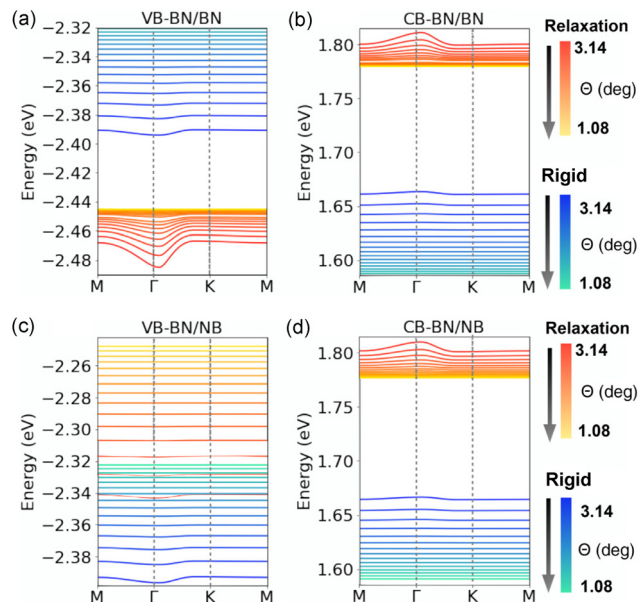 (a)
VB-BN/BN
Energy (eV)
−2.32
−2.34
−2.36
−2.38
−2.40
−2.42
−2.44
−2.46
−2.48
M Γ K M
(b)
CB-BN/BN
Energy (eV)
1.80
1.75
1.70
1.65
1.60
M Γ K M
Relaxation
3.14
Θ (deg)
1.08
Rigid
3.14
Θ (deg)
1.08
(c)
VB-BN/NB
Energy (eV)
−2.26
−2.28
−2.30
−2.32
−2.34
−2.36
−2.38
M Γ K M
(d)
CB-BN/NB
Energy (eV)
1.80
1.75
1.70
1.65
1.60
M Γ K M
Relaxation
3.14
Θ (deg)
1.08
Rigid
3.14
Θ (deg)
1.08